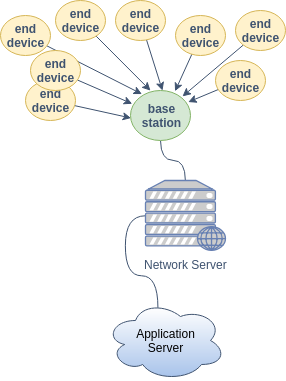 end
device
end
device
end
device
end
device
end
device
end
device
end
device
end
device
base
station
Network Server
Application
Server